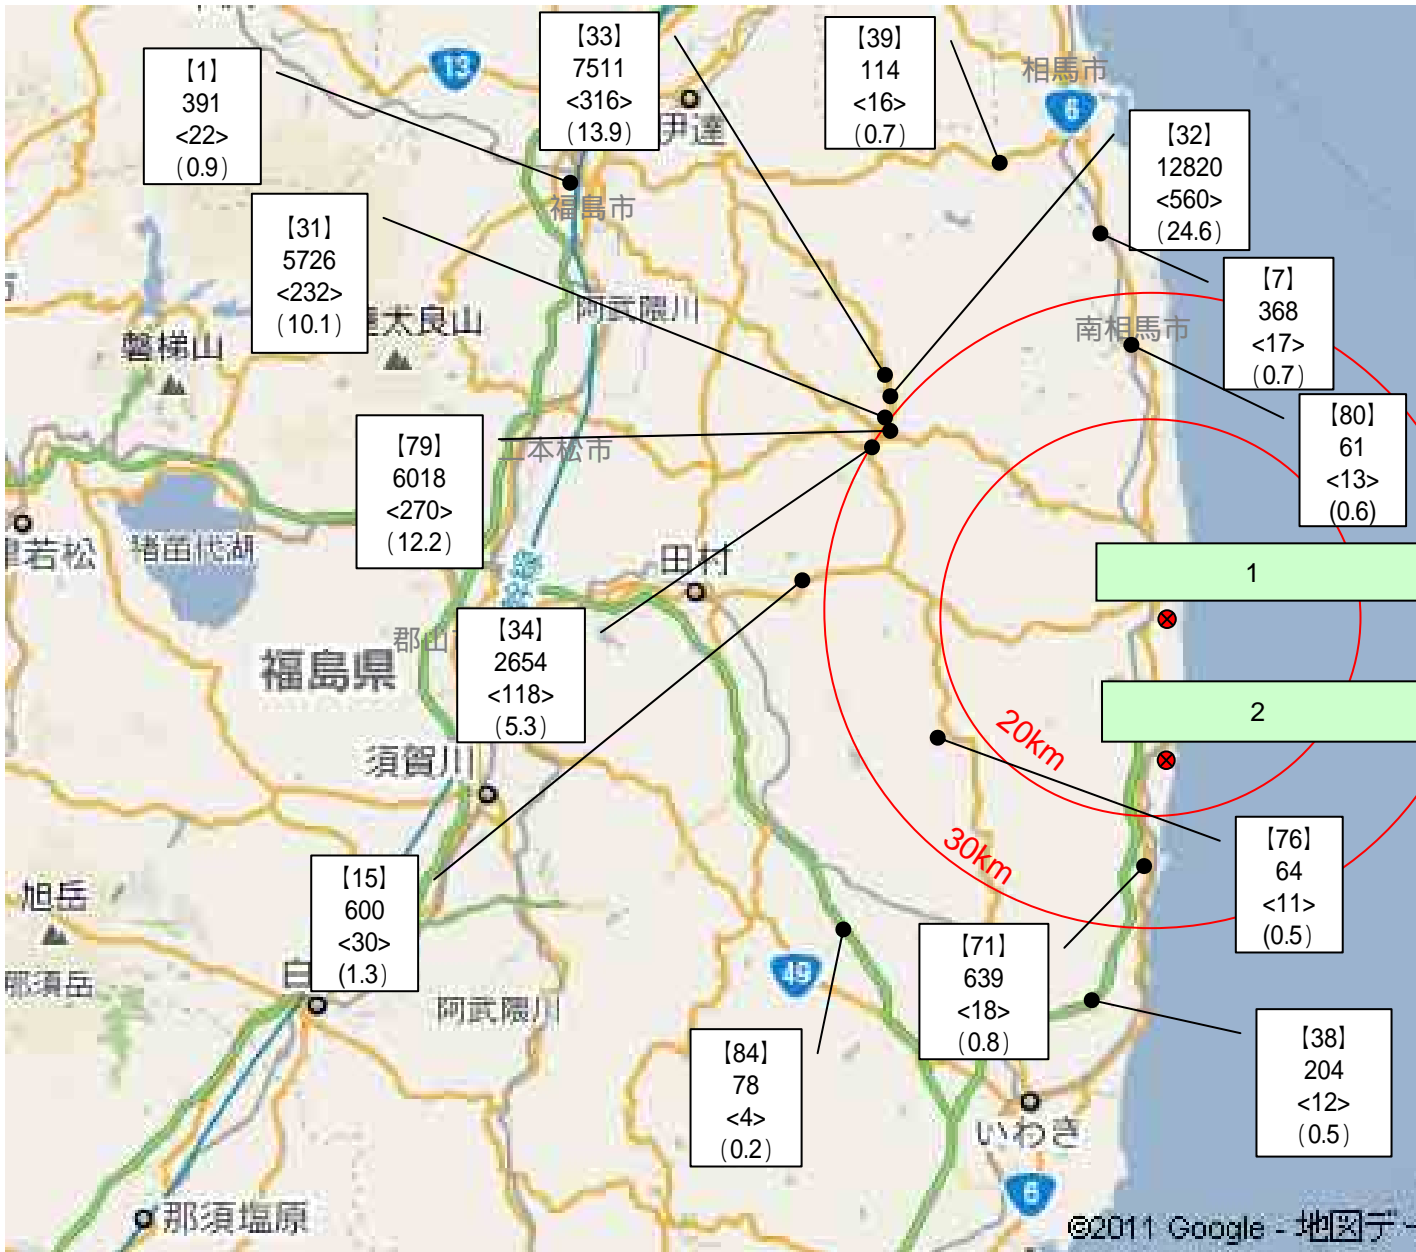 【33】
7511
<316>
(13.9)
【39】
114
<16>
(0.7)
相馬市
6
【1】
391
<22>
(0.9)
13
伊達
【32】
12820
<560>
(24.6)
福島市
【31】
5726
<232>
(10.1)
【7】
368
<17>
(0.7)
阿武隈川
太良山
磐梯山
南相馬市
【80】
61
<13>
(0.6)
【79】
6018
<270>
(12.2)
二本松市
若松
猪苗代湖
田村
幹線
1
【34】
2654
<118>
(5.3)
郡山
福島県
2
20km
須賀川
30km
【76】
64
<11>
(0.5)
【15】
600
<30>
(1.3)
旭岳
【71】
639
<18>
(0.8)
49
那須岳
白
阿武隈川
【38】
204
<12>
(0.5)
【84】
78
<4>
(0.2)
いわき
6
那須塩原
©2011 Google - 地図デー